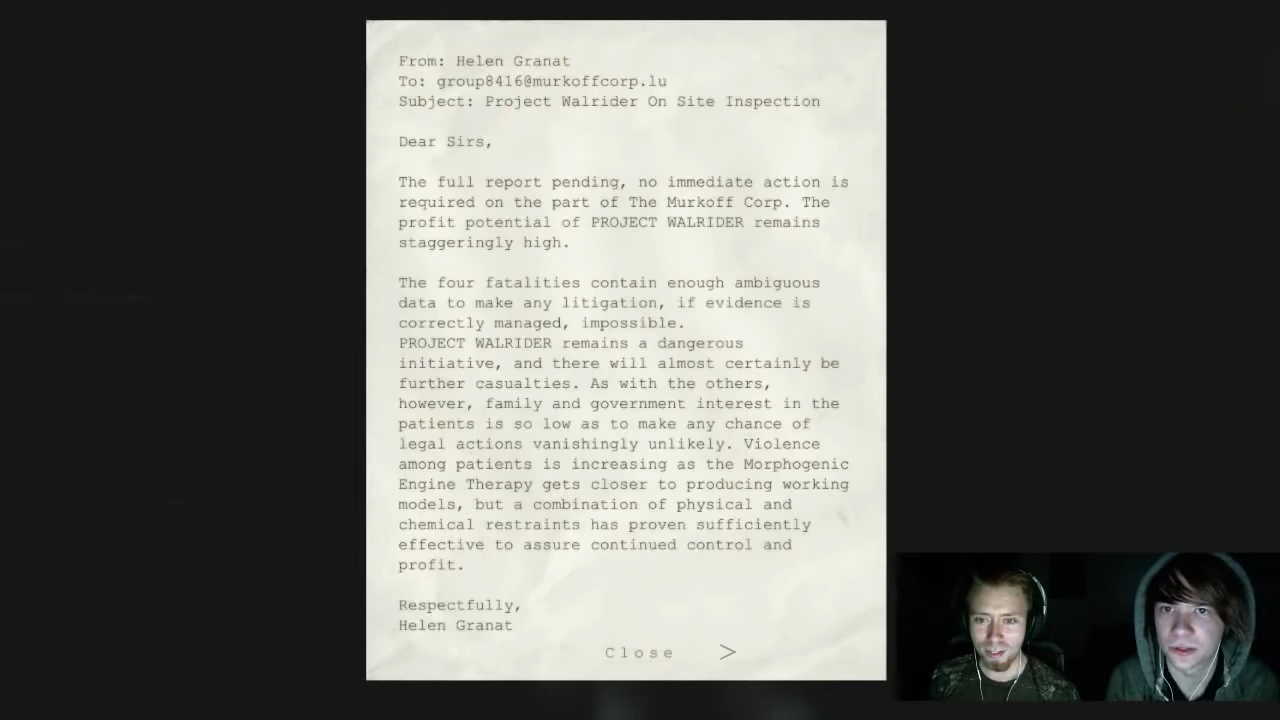 From: Helen Granat
To: group8416@murkoffcorp.lu
Subject: Project Walrider On Site Inspection
Dear Sirs,
The full report pending, no immediate action is
required on the part of The Murkoff Corp. The
profit potential of PROJECT WALRIDER remains
staggeringly high.
The four fatalities contain enough ambiguous
data to make any litigation, if evidence is
correctly managed, impossible.
PROJECT WALRIDER remains a dangerous
initiative, and there will almost certainly be
further casualties. As with the others,
however, family and government interest in the
patients is so low as to make any chance of
legal actions vanishingly unlikely. Violence
among patients is increasing as the Morphogenic
Engine Therapy gets closer to producing working
models, but a combination of physical and
chemical restraints has proven sufficiently
effective to assure continued control and
profit.
Respectfully,
Helen Granat
Close >